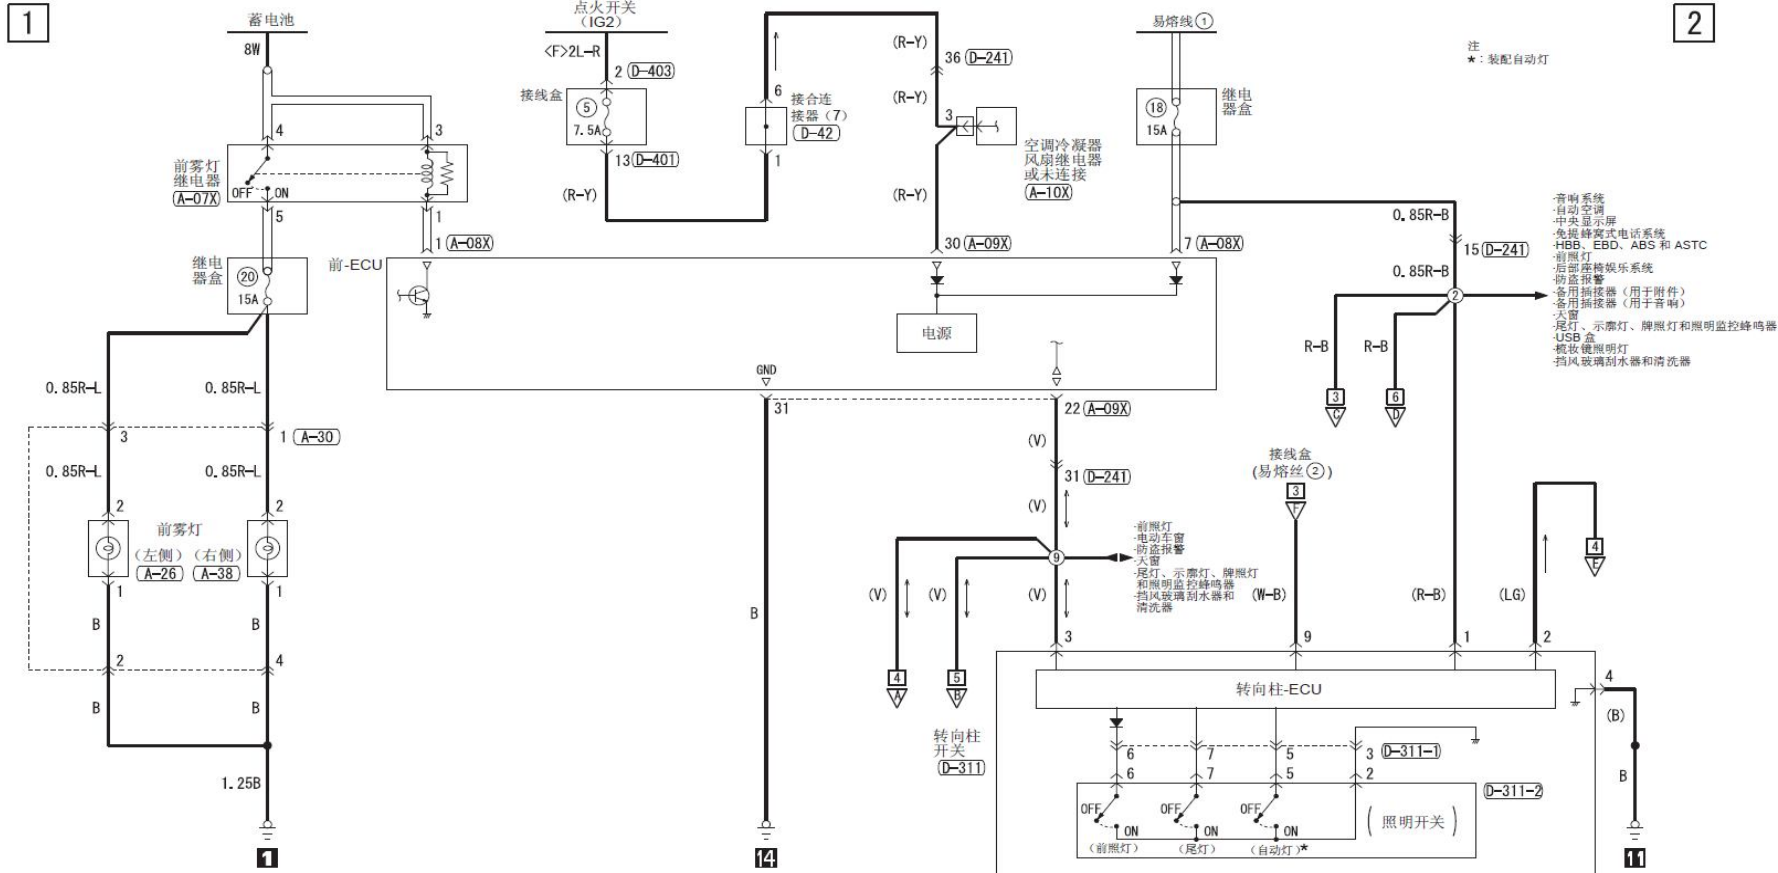 1
2
蓄电池
8W
点火开关
(IG2)
<F>2L-R
2
D-403
接线盒
5
7.5A
13
D-401
(R-Y)
6
接合连
接器 (7)
D-42
1
(R-Y)
36
D-241
(R-Y)
3
空调冷凝器
风扇继电器
或未连接
A-10X
(R-Y)
30
A-09X
易熔线①
继电
器盒
18
15A
7
A-08X
注
*：装配自动灯
4
3
前雾灯
继电器
A-07X
OFF
ON
5
1
1
A-08X
继电
器盒
20
15A
前-ECU
电源
GND
31
22
A-09X
0.85R-B
15
D-241
0.85R-B
2
·音响系统
·自动空调
·中央显示屏
·免提蜂窝式电话系统
·HBB、EBD、ABS 和 ASTC
·前照灯
·后部座椅娱乐系统
·防盗报警
·备用插接器（用于附件）
·备用插接器（用于音响）
·天窗
·尾灯、示廓灯、牌照灯和照明监控蜂鸣器
·USB 盒
·梳妆镜照明灯
·挡风玻璃刮水器和清洗器
R-B
R-B
3
C
6
D
0.85R-L
0.85R-L
3
1
A-30
0.85R-L
0.85R-L
2
2
前雾灯
(左侧)
(右侧)
A-26
A-38
1
1
B
B
2
4
B
B
1.25B
1
B
14
(V)
31
D-241
(V)
9
·前照灯
·电动车窗
·防盗报警
·天窗
·尾灯、示廓灯、牌照灯
和照明监控蜂鸣器
·挡风玻璃刮水器和
清洗器
(V)
(V)
(V)
4
A
5
B
3
接线盒
(易熔丝②)
3
F
(W-B)
9
(R-B)
1
(LG)
2
4
E
转向柱-ECU
4
(B)
B
11
转向柱
开关
D-311
6
7
5
3
D-311-1
6
7
5
2
D-311-2
OFF
OFF
OFF
ON
ON
ON
(前照灯)
(尾灯)
(自动灯)*
(照明开关)